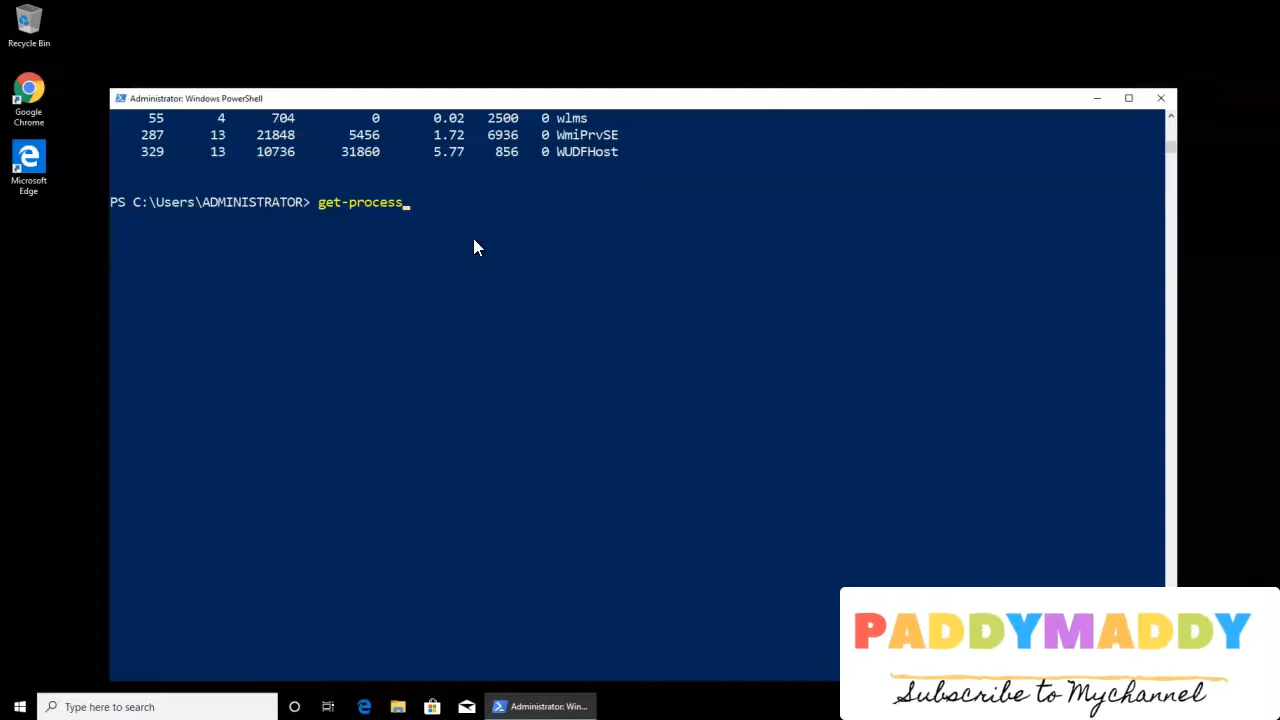 Recycle Bin
Google
Chrome
Microsoft
Edge
Administrator: Windows PowerShell
55 4 704 0 0.02 2500 0 wlms
287 13 21848 5456 1.72 6936 0 WmiPrvSE
329 13 10736 31860 5.77 856 0 WUDFHost
PS C:\Users\ADMINISTRATOR> get-process
PADDYMADDY
Subscribe to Mychannel
Type here to search
Administrator: Win...